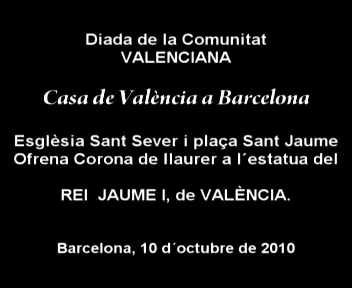 Diada de la Comunitat
VALENCIANA
Casa de València a Barcelona
Esglèsia Sant Sever i plaça Sant Jaume
Ofrena Corona de llaurer a l´estatua del
REI JAUME I, de VALÈNCIA.
Barcelona, 10 d´octubre de 2010